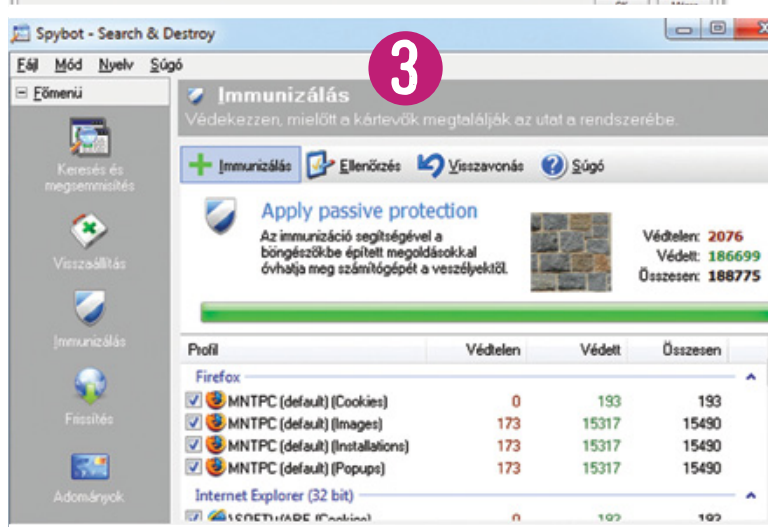 Spybot - Search & Destroy
3
Fájl Mód Nyelv Súgó
Főmenü
Immunizálás
Védekezzen, mielőtt a kártevők megtalálják az utat a rendszerébe.
Keresés és
megsemmisítés
Visszaállítás
Immunizálás
Frissítés
Adományok
Immunizálás Ellenőrzés Visszavonás Súgó
Apply passive protection
Az immunizáció segítségével a
böngészőkbe épített megoldásokkal
óvhatja meg számítógépét a veszélyektől.
Védtelen: 2076
Védett: 186699
Összesen: 188775
Profil Védtelen Védett Összesen
Firefox
MNTPC (default) (Cookies) 0 193 193
MNTPC (default) (Images) 173 15317 15490
MNTPC (default) (Installations) 173 15317 15490
MNTPC (default) (Popups) 173 15317 15490
Internet Explorer (32 bit)